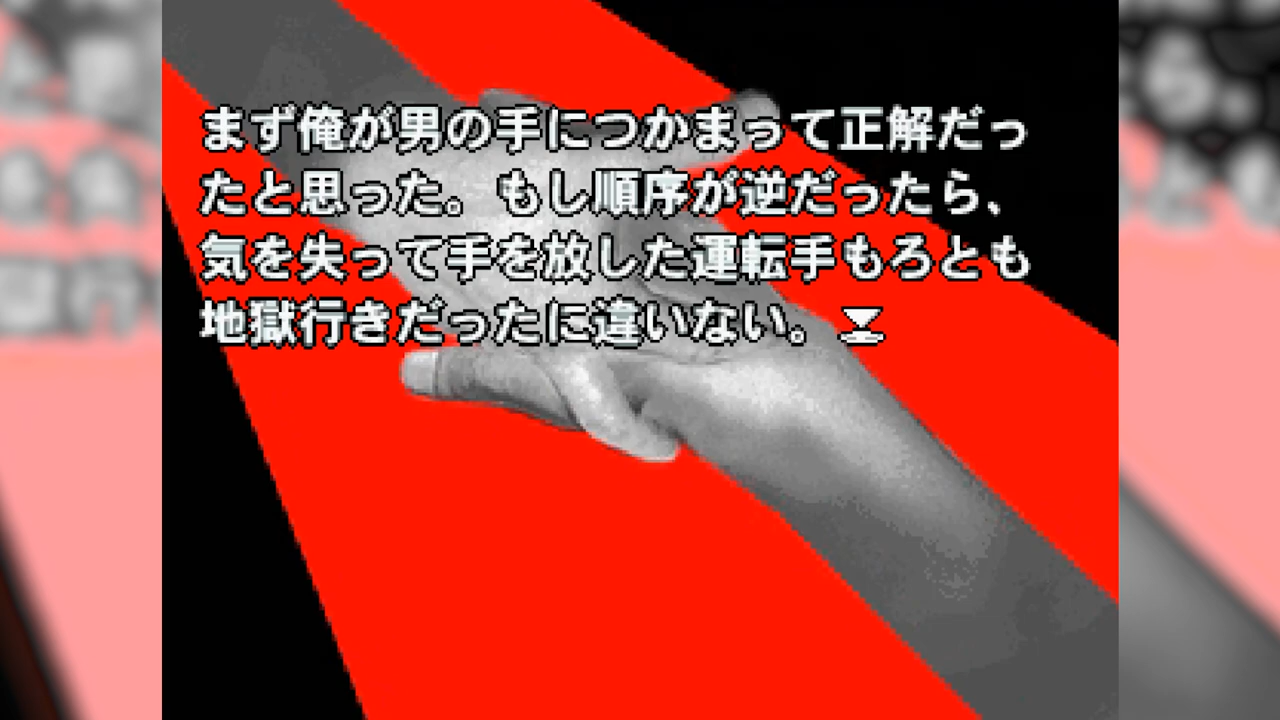 まず俺が男の手につかまって正解だっ
たと思った。もし順序が逆だったら、
気を失って手を放した運転手もろとも
地獄行きだったに違いない。